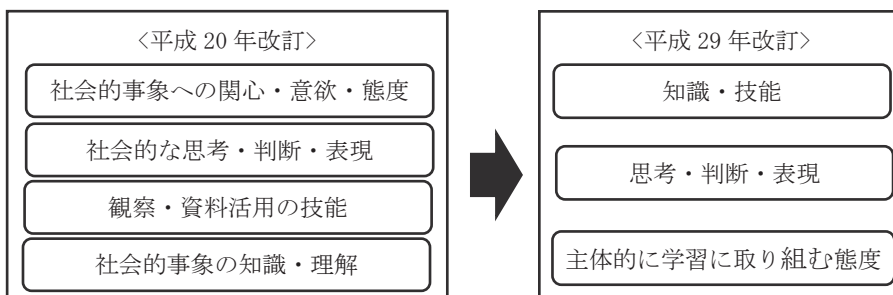 〈平成 20 年改訂〉
社会的事象への関心・意欲・態度
社会的な思考・判断・表現
観察・資料活用の技能
社会的事象の知識・理解
〈平成 29 年改訂〉
知識・技能
思考・判断・表現
主体的に学習に取り組む態度